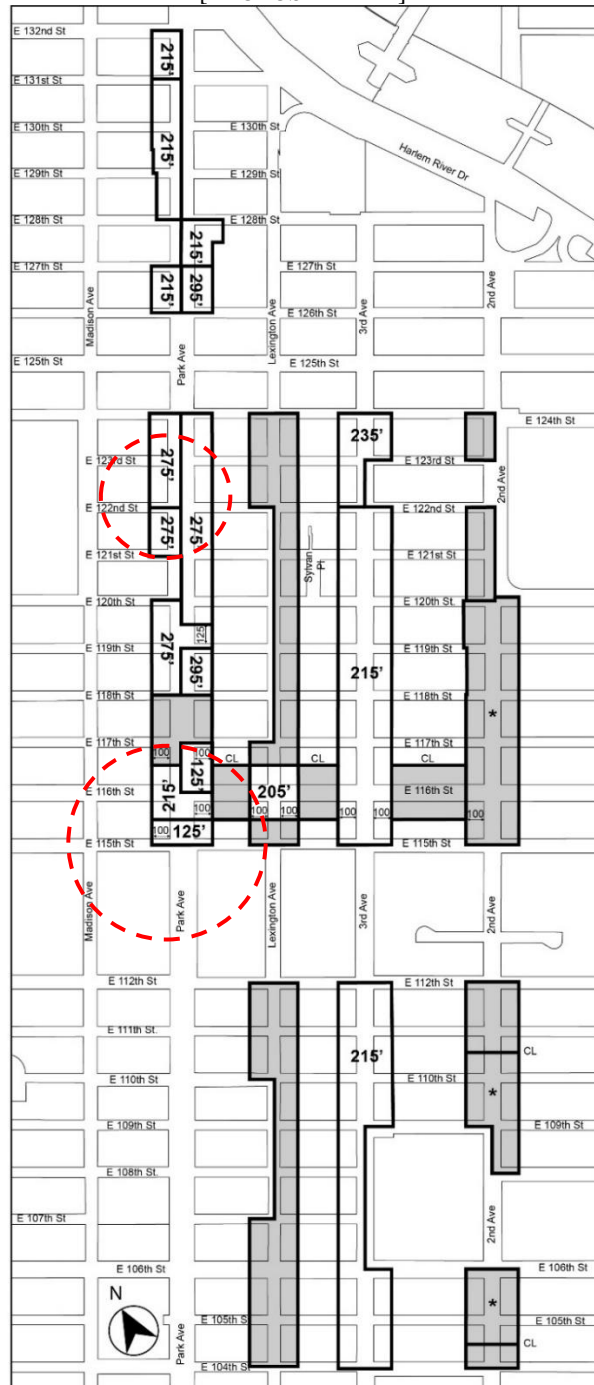 E 132nd St
215'
E 131st St
E 130th St
215'
E 130th St
Harlem River Dr
E 129th St
E 129th St
E 128th St
E 128th St
215'
E 127th St
E 127th St
215'
295'
Madison Ave
Lexington Ave
3rd Ave
2nd Ave
E 126th St
Park Ave
E 125th St
E 125th St
E 124th St
235'
E 123rd St
E 123rd St
275'
2nd Ave
E 122nd St
E 122nd St
275'
275'
E 121st St
E 121st St
Sylvan Pl
E 120th St
E 120th St.
125
E 119th St
E 119th St
275'
295'
215'
E 118th St
E 118th St
*
E 117th St
E 117th St
100
100
CL
CL
CL
125'
E 116th St
E 116th St
215'
205'
100
100
100
100
100
100
100
125'
E 115th St
E 115th St
Madison Ave
Park Ave
Lexington Ave
3rd Ave
2nd Ave
E 112th St
E 112th St
E 111th St.
215'
CL
E 110th St
E 110th St
*
E 109th St
E 109th St
E 108th St.
E 107th St
2nd Ave
E 106th St
E 106th St
N
*
E 105th St
E 105th St
Park Ave
CL
E 104th St